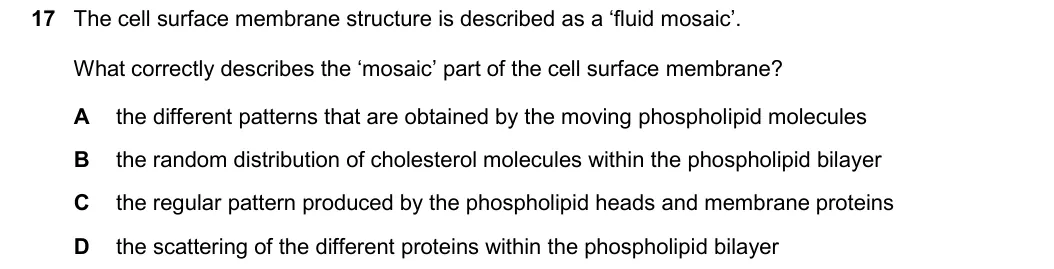 17 The cell surface membrane structure is described as a ‘fluid mosaic’.
What correctly describes the ‘mosaic’ part of the cell surface membrane?
A the different patterns that are obtained by the moving phospholipid molecules
B the random distribution of cholesterol molecules within the phospholipid bilayer
C the regular pattern produced by the phospholipid heads and membrane proteins
D the scattering of the different proteins within the phospholipid bilayer